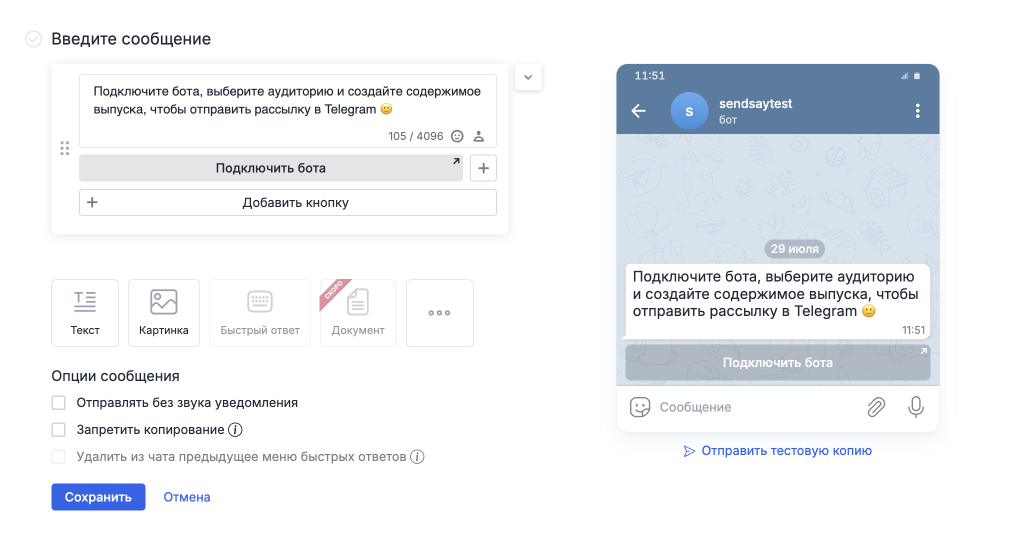 Введите сообщение
Подключите бота, выберите аудиторию и создайте содержимое
выпуска, чтобы отправить рассылку в Telegram 😀
105 / 4096
Подключить бота
Добавить кнопку
Текст
Картинка
Быстрый ответ
СКОРО
Документ
Опции сообщения
Отправлять без звука уведомления
Запретить копирование
Удалить из чата предыдущее меню быстрых ответов
Сохранить
Отмена
11:51
s
sendsaytest
бот
29 июля
Подключите бота, выберите аудиторию
и создайте содержимое выпуска, чтобы
отправить рассылку в Telegram 😀
11:51
Подключить бота
Сообщение
Отправить тестовую копию